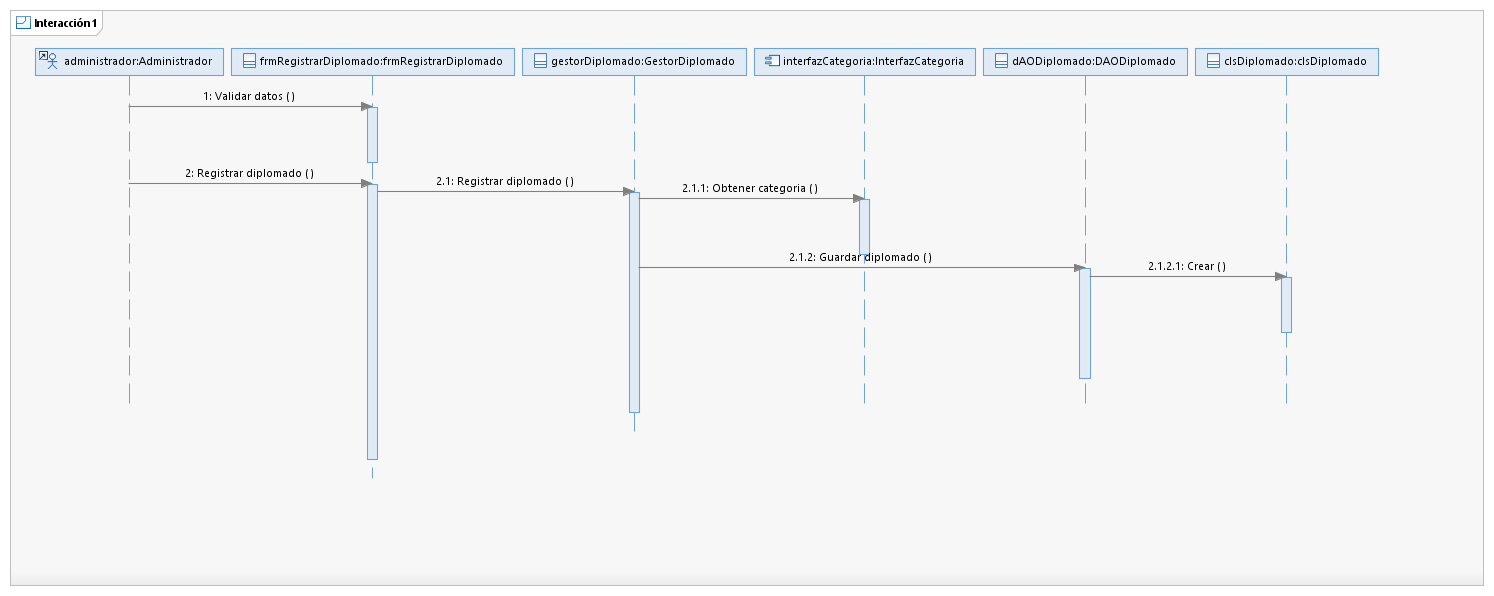 Interacción1
administrador:Administrador
frmRegistrarDiplomado:frmRegistrarDiplomado
gestorDiplomado:GestorDiplomado
interfazCategoria:InterfazCategoria
dAODiplomado:DAODiplomado
clsDiplomado:clsDiplomado
1: Validar datos ( )
2: Registrar diplomado ( )
2.1: Registrar diplomado ( )
2.1.1: Obtener categoria ( )
2.1.2: Guardar diplomado ( )
2.1.2.1: Crear ( )